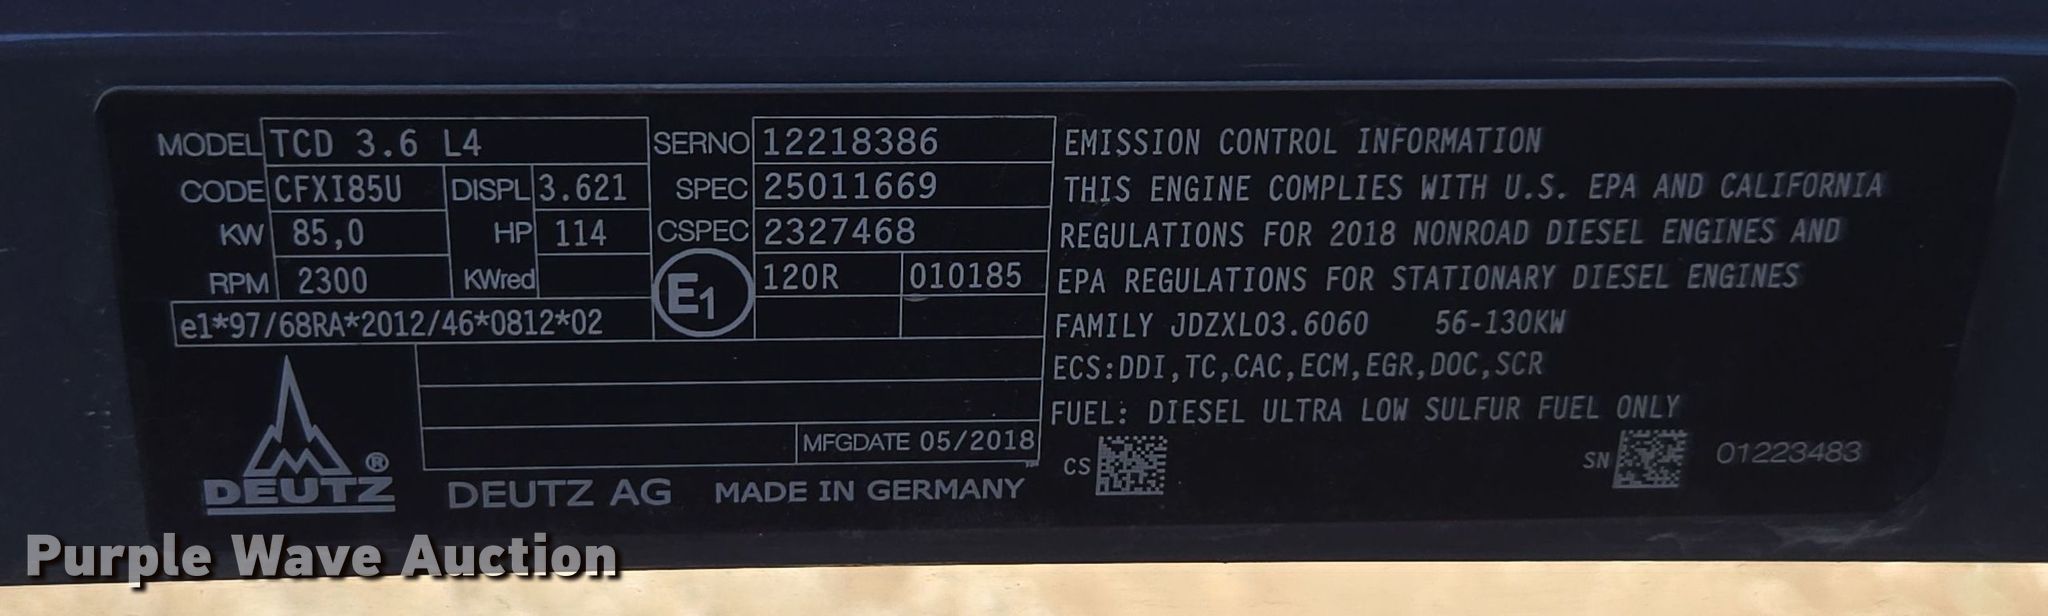 MODEL TCD 3.6 L4 SERNO 12218386
CODE CFXI85U DISPL 3.621 SPEC 25011669
KW 85,0 HP 114 CSPEC 2327468
RPM 2300 KWred E1 120R 010185
e1*97/68RA*2012/46*0812*02
MFGDATE 05/2018
DEUTZ ®
DEUTZ AG MADE IN GERMANY
EMISSION CONTROL INFORMATION
THIS ENGINE COMPLIES WITH U.S. EPA AND CALIFORNIA
REGULATIONS FOR 2018 NONROAD DIESEL ENGINES AND
EPA REGULATIONS FOR STATIONARY DIESEL ENGINES
FAMILY JDZXL03.6060 56-130KW
ECS:DDI,TC,CAC,ECM,EGR,DOC,SCR
FUEL: DIESEL ULTRA LOW SULFUR FUEL ONLY
CS SN 01223483
Purple Wave Auction